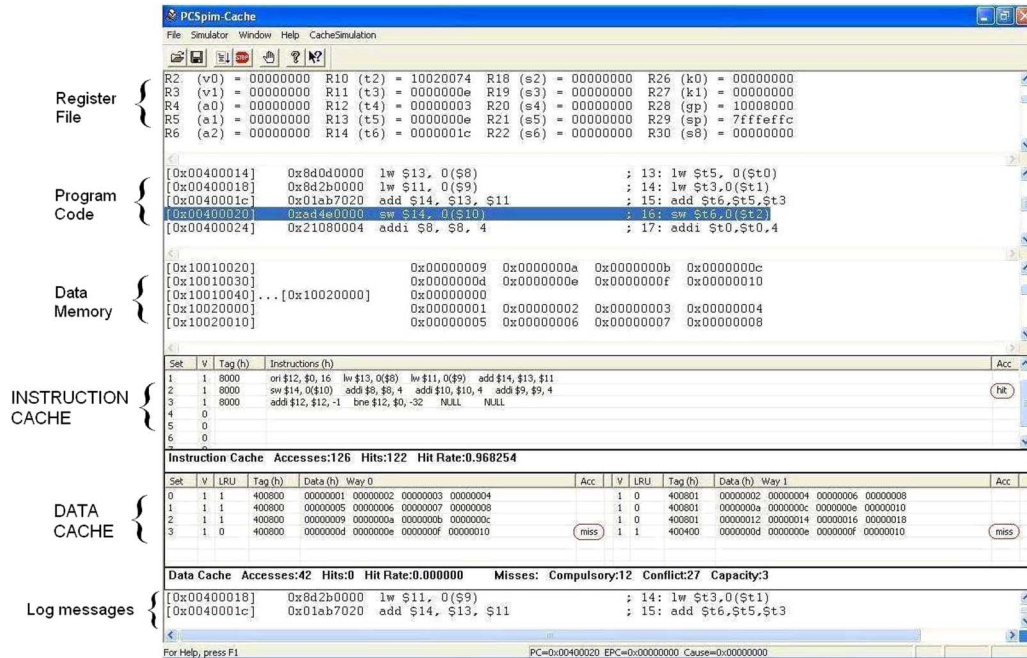 PCSpim-Cache
File Simulator Window Help CacheSimulation
Register File
R2 (v0) = 00000000 R10 (t2) = 10020074 R18 (s2) = 00000000 R26 (k0) = 00000000
R3 (v1) = 00000000 R11 (t3) = 0000000e R19 (s3) = 00000000 R27 (k1) = 00000000
R4 (a0) = 00000000 R12 (t4) = 00000003 R20 (s4) = 00000000 R28 (gp) = 10008000
R5 (a1) = 00000000 R13 (t5) = 0000000e R21 (s5) = 00000000 R29 (sp) = 7fffeffc
R6 (a2) = 00000000 R14 (t6) = 0000001c R22 (s6) = 00000000 R30 (s8) = 00000000
Program Code
[0x00400014] 0x8d0d0000 lw $13, 0($8) ; 13: lw $t5, 0($t0)
[0x00400018] 0x8d2b0000 lw $11, 0($9) ; 14: lw $t3,0($t1)
[0x0040001c] 0x01ab7020 add $14, $13, $11 ; 15: add $t6,$t5,$t3
[0x00400020] 0xad4e0000 sw $14, 0($10) ; 16: sw $t6,0($t2)
[0x00400024] 0x21080004 addi $8, $8, 4 ; 17: addi $t0,$t0,4
Data Memory
[0x10010020] 0x00000009 0x0000000a 0x0000000b 0x0000000c
[0x10010030] 0x0000000d 0x0000000e 0x0000000f 0x00000010
[0x10010040]...[0x10020000] 0x00000000
[0x10020000] 0x00000001 0x00000002 0x00000003 0x00000004
[0x10020010] 0x00000005 0x00000006 0x00000007 0x00000008
INSTRUCTION CACHE
Set V Tag (h) Instructions (h) Acc
1 1 8000 ori $12, $0, 16 lw $13, 0($8) lw $11, 0($9) add $14, $13, $11
2 1 8000 sw $14, 0($10) addi $8, $8, 4 addi $10, $10, 4 addi $9, $9, 4 hit
3 1 8000 addi $12, $12, -1 bne $12, $0, -32 NULL NULL
4 0
5 0
6 0
Instruction Cache Accesses:126 Hits:122 Hit Rate:0.968254
DATA CACHE
Set V LRU Tag (h) Data (h) Way 0 Acc V LRU Tag (h) Data (h) Way 1 Acc
0 1 1 400800 00000001 00000002 00000003 00000004 1 0 400801 00000002 00000004 00000006 00000008
1 1 1 400800 00000005 00000006 00000007 00000008 1 0 400801 0000000a 0000000c 0000000e 00000010
2 1 1 400800 00000009 0000000a 0000000b 0000000c 1 0 400801 00000012 00000014 00000016 00000018
3 1 0 400800 0000000d 0000000e 0000000f 00000010 miss 1 1 400400 0000000d 0000000e 0000000f 00000010 miss
Data Cache Accesses:42 Hits:0 Hit Rate:0.000000 Misses: Compulsory:12 Conflict:27 Capacity:3
Log messages
[0x00400018] 0x8d2b0000 lw $11, 0($9) ; 14: lw $t3,0($t1)
[0x0040001c] 0x01ab7020 add $14, $13, $11 ; 15: add $t6,$t5,$t3
For Help, press F1 PC=0x00400020 EPC=0x00000000 Cause=0x00000000